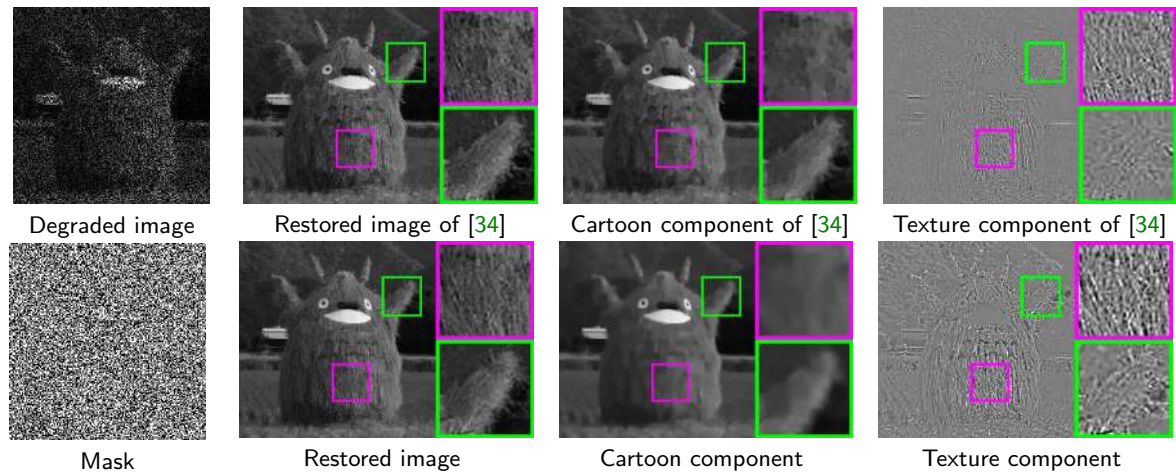 Degraded image
Restored image of [34]
Cartoon component of [34]
Texture component of [34]
Mask
Restored image
Cartoon component
Texture component